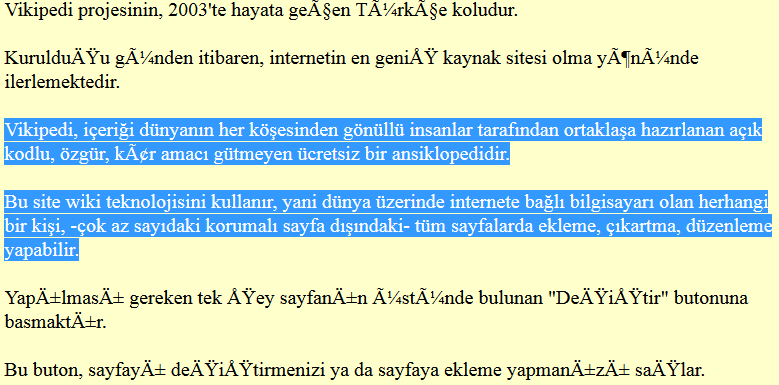 Vikipedi projesinin, 2003'te hayata geÃ§en TÃ¼rkÃ§e koludur.
KurulduÄŸu gÃ¼nden itibaren, internetin en geniÅŸ kaynak sitesi olma yÃ¶nÃ¼nde
ilerlemektedir.
Vikipedi, içeriği dünyanın her köşesinden gönüllü insanlar tarafından ortaklaşa hazırlanan açık
kodlu, özgür, kÃ¢r amacı gütmeyen ücretsiz bir ansiklopedidir.
Bu site wiki teknolojisini kullanır, yani dünya üzerinde internete bağlı bilgisayarı olan herhangi
bir kişi, -çok az sayıdaki korumalı sayfa dışındaki- tüm sayfalarda ekleme, çıkartma, düzenleme
yapabilir.
YapÄ±lmasÄ± gereken tek ÅŸey sayfanÄ±n Ã¼stÃ¼nde bulunan "DeÄŸiÅŸtir" butonuna
basmaktÄ±r.
Bu buton, sayfayÄ± deÄŸiÅŸtirmenizi ya da sayfaya ekleme yapmanÄ±zÄ± saÄŸlar.